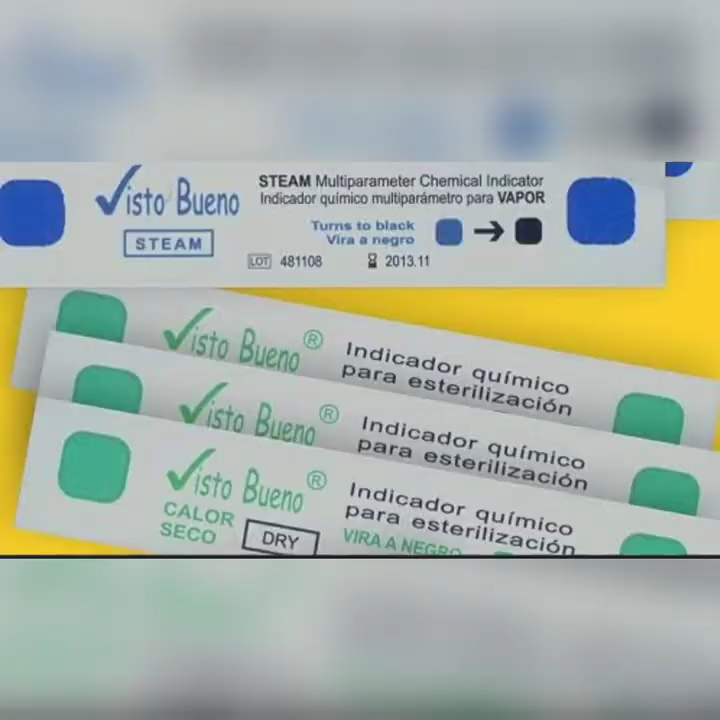 Visto Bueno
STEAM
STEAM Multiparameter Chemical Indicator
Indicador químico multiparámetro para VAPOR
Turns to black
Vira a negro
LOT 481108
2013.11
Visto Bueno®
Indicador químico
para esterilización
Visto Bueno®
Indicador químico
para esterilización
Visto Bueno®
CALOR
SECO
DRY
Indicador químico
para esterilización
VIRA A NEGRO